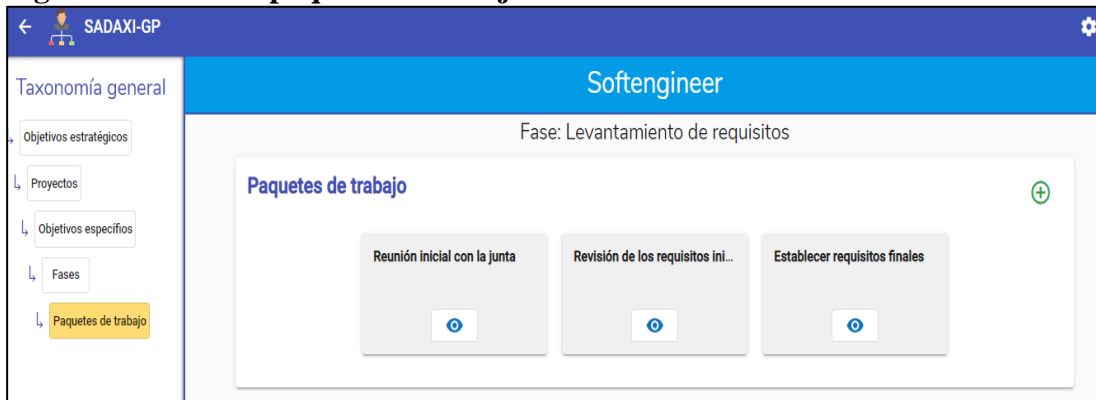 SADAXI-GP
Taxonomía general
Objetivos estratégicos
Proyectos
Objetivos específios
Fases
Paquetes de trabajo
Softengineer
Fase: Levantamiento de requisitos
Paquetes de trabajo
Reunión inicial con la junta
Revisión de los requisitos ini...
Establecer requisitos finales